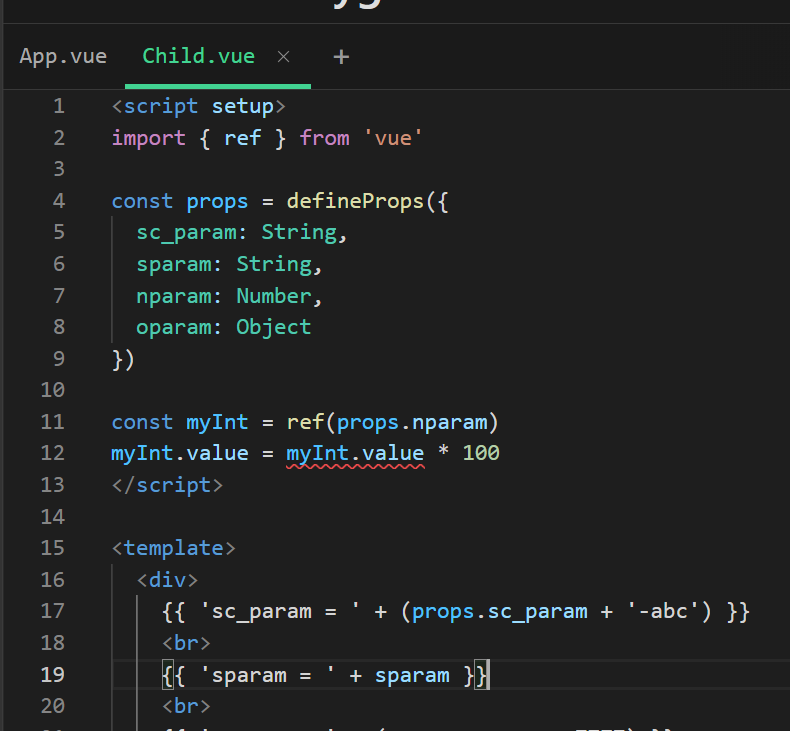 App.vue Child.vue × +
1 <script setup>
2 import { ref } from 'vue'
3
4 const props = defineProps({
5 sc_param: String,
6 sparam: String,
7 nparam: Number,
8 oparam: Object
9 })
10
11 const myInt = ref(props.nparam)
12 myInt.value = myInt.value * 100
13 </script>
14
15 <template>
16 <div>
17 {{ 'sc_param = ' + (props.sc_param + '-abc') }}
18 <br>
19 {{ 'sparam = ' + sparam }}
20 <br>